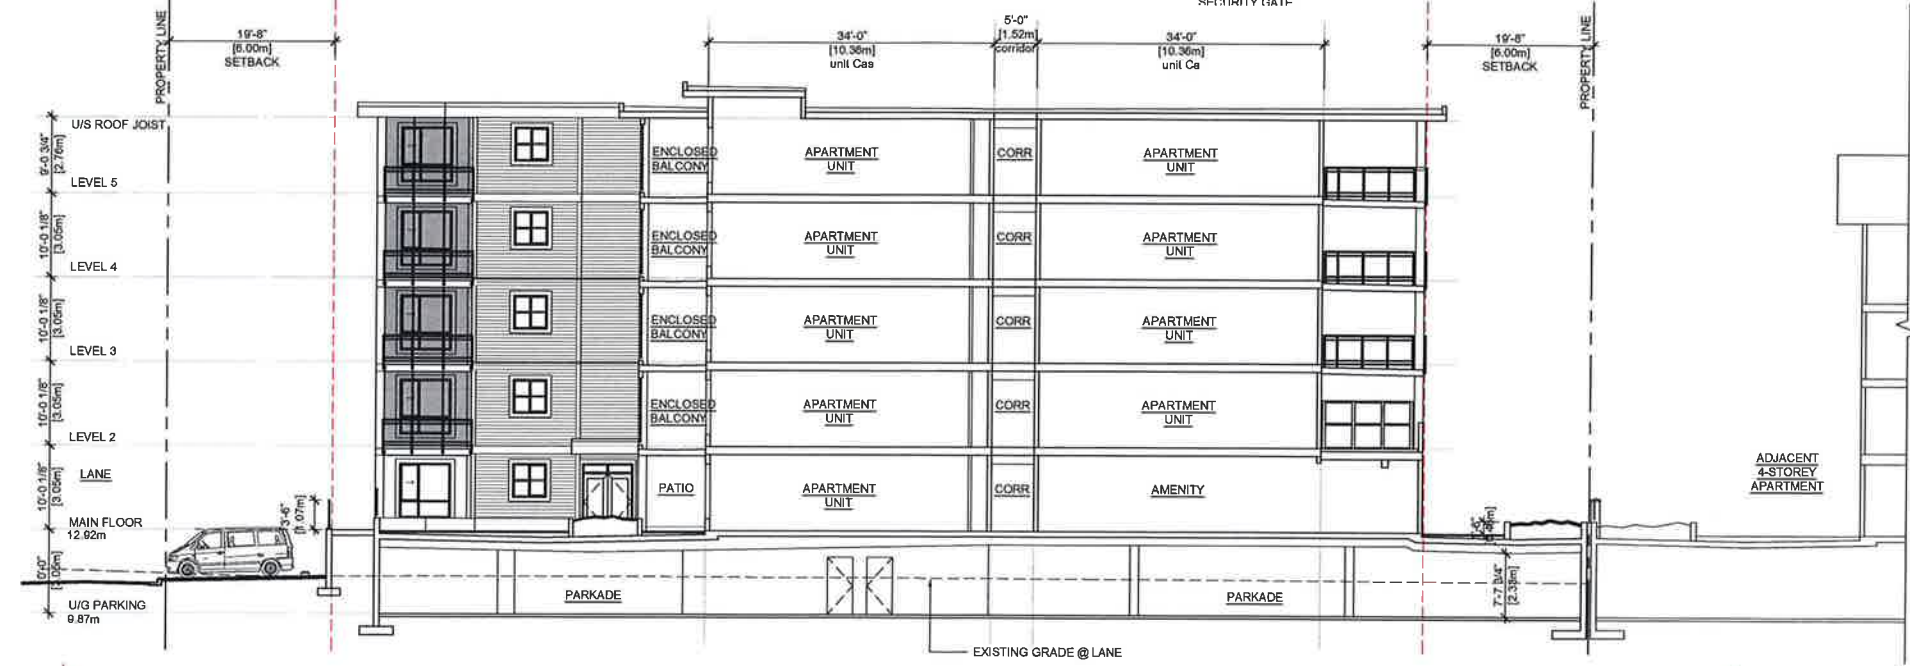 SECURITY GATE
PROPERTY LINE
19'-8"
[6.00m]
SETBACK
34'-0"
[10.36m]
unit Cas
5'-0"
[1.52m]
corridor
34'-0"
[10.36m]
unit Ca
19'-8"
[6.00m]
SETBACK
PROPERTY LINE
U/S ROOF JOIST
9'-0 3/4"
[2.76m]
LEVEL 5
10'-0 1/8"
[3.05m]
LEVEL 4
10'-0 1/8"
[3.05m]
LEVEL 3
10'-0 1/8"
[3.05m]
LEVEL 2
10'-0 1/8"
[3.05m]
LANE
MAIN FLOOR
12.92m
[3.05m]
U/G PARKING
9.87m
3'-6"
[1.07m]
ENCLOSED
BALCONY
APARTMENT
UNIT
CORR
APARTMENT
UNIT
ENCLOSED
BALCONY
APARTMENT
UNIT
CORR
APARTMENT
UNIT
ENCLOSED
BALCONY
APARTMENT
UNIT
CORR
APARTMENT
UNIT
ENCLOSED
BALCONY
APARTMENT
UNIT
CORR
APARTMENT
UNIT
PATIO
APARTMENT
UNIT
CORR
AMENITY
ADJACENT
4-STOREY
APARTMENT
PARKADE
PARKADE
7'-7 3/4"
[2.33m]
EXISTING GRADE @ LANE